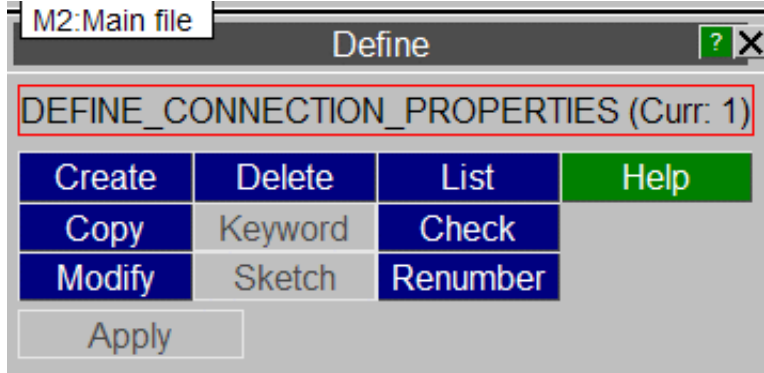 M2:Main file
Define ? X
DEFINE_CONNECTION_PROPERTIES (Curr: 1)
Create Delete List Help
Copy Keyword Check
Modify Sketch Renumber
Apply